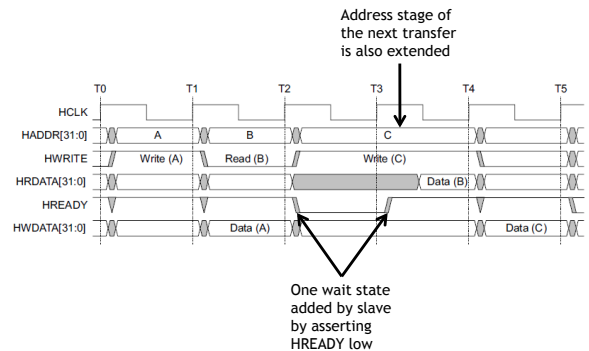 Address stage of
the next transfer
is also extended
T0 T1 T2 T3 T4 T5
HCLK
HADDR[31:0] A B C
HWRITE Write (A) Read (B) Write (C)
HRDATA[31:0] Data (B)
HREADY
HWDATA[31:0] Data (A) Data (C)
One wait state
added by slave
by asserting
HREADY low